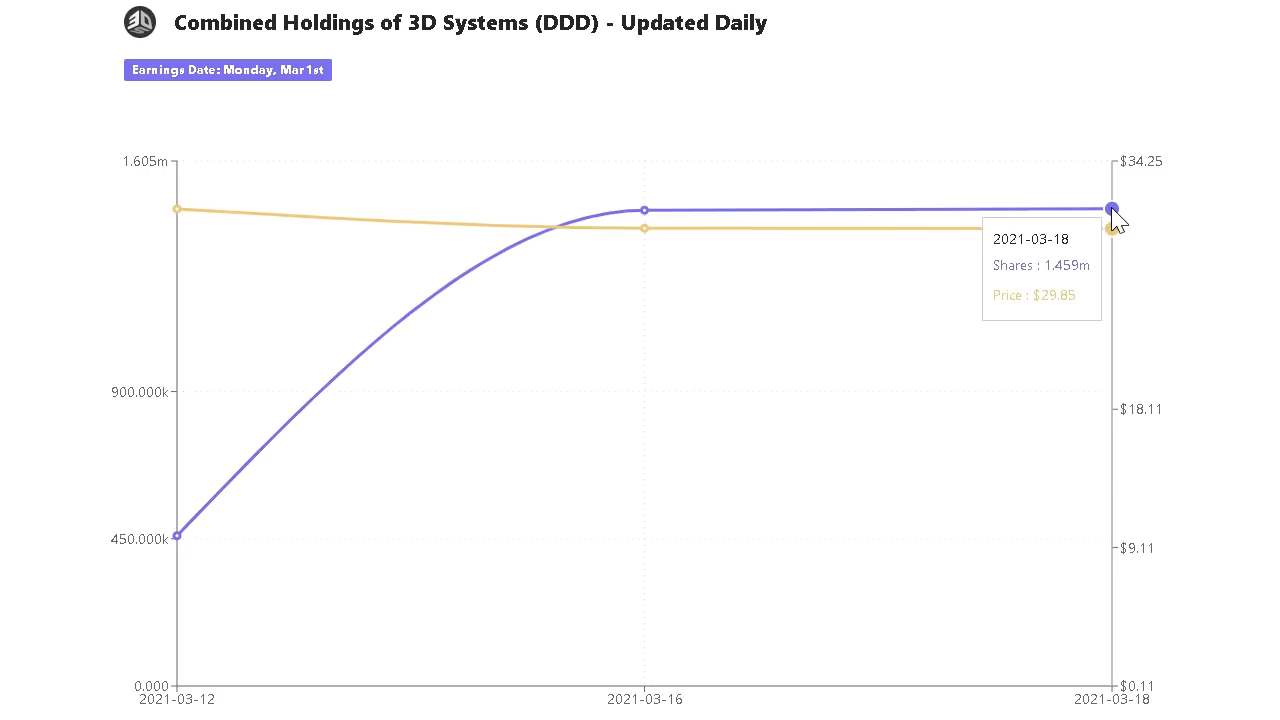 3D
Combined Holdings of 3D Systems (DDD) - Updated Daily
Earnings Date: Monday, Mar 1st
1.605m
$34.25
2021-03-18
Shares : 1.459m
Price : $29.85
900.000k
$18.11
450.000k
$9.11
0.000
$0.11
2021-03-12
2021-03-16
2021-03-18